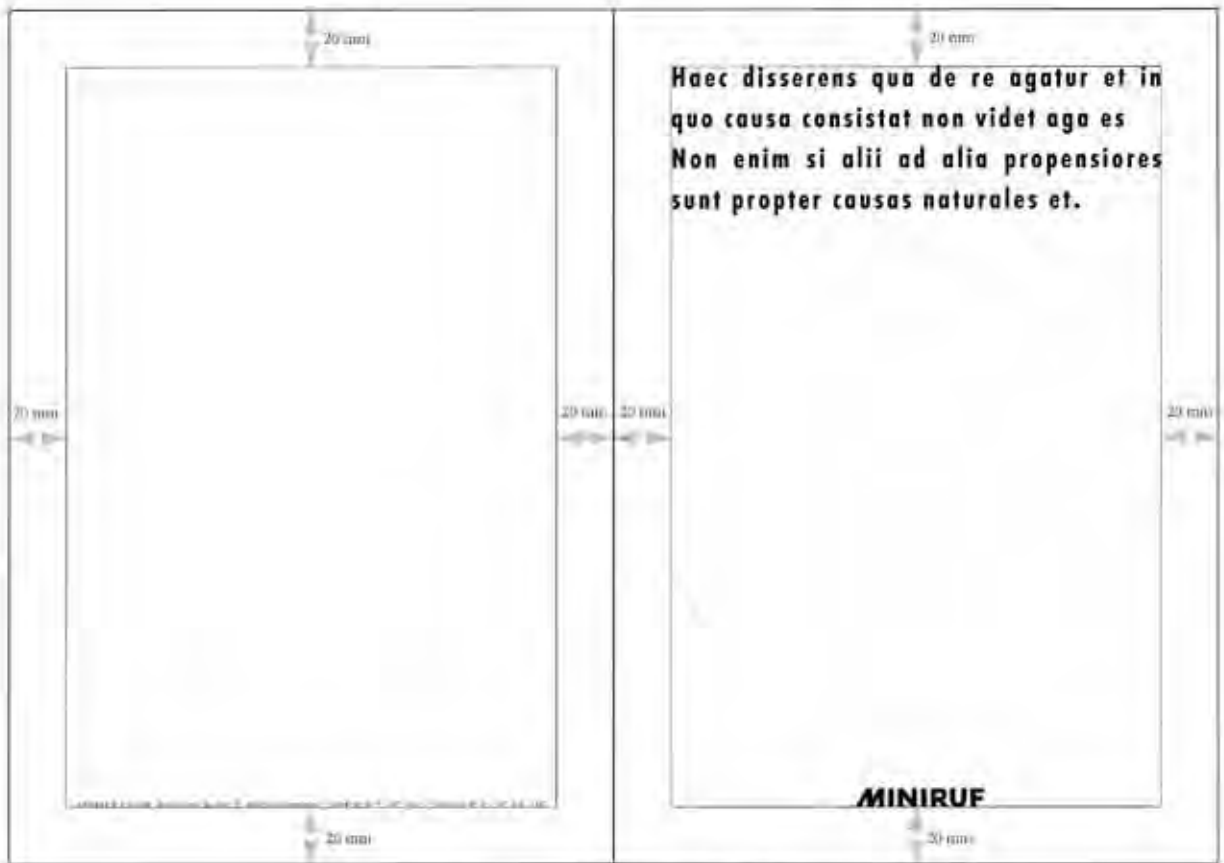 20 mm
20 mm
20 mm
20 mm
20 mm
Haec disserens qua de re agatur et in
quo causa consistat non videt aga es
Non enim si alii ad alia propensiores
sunt propter causas naturales et.
20 mm
20 mm
MINIRUF
20 mm